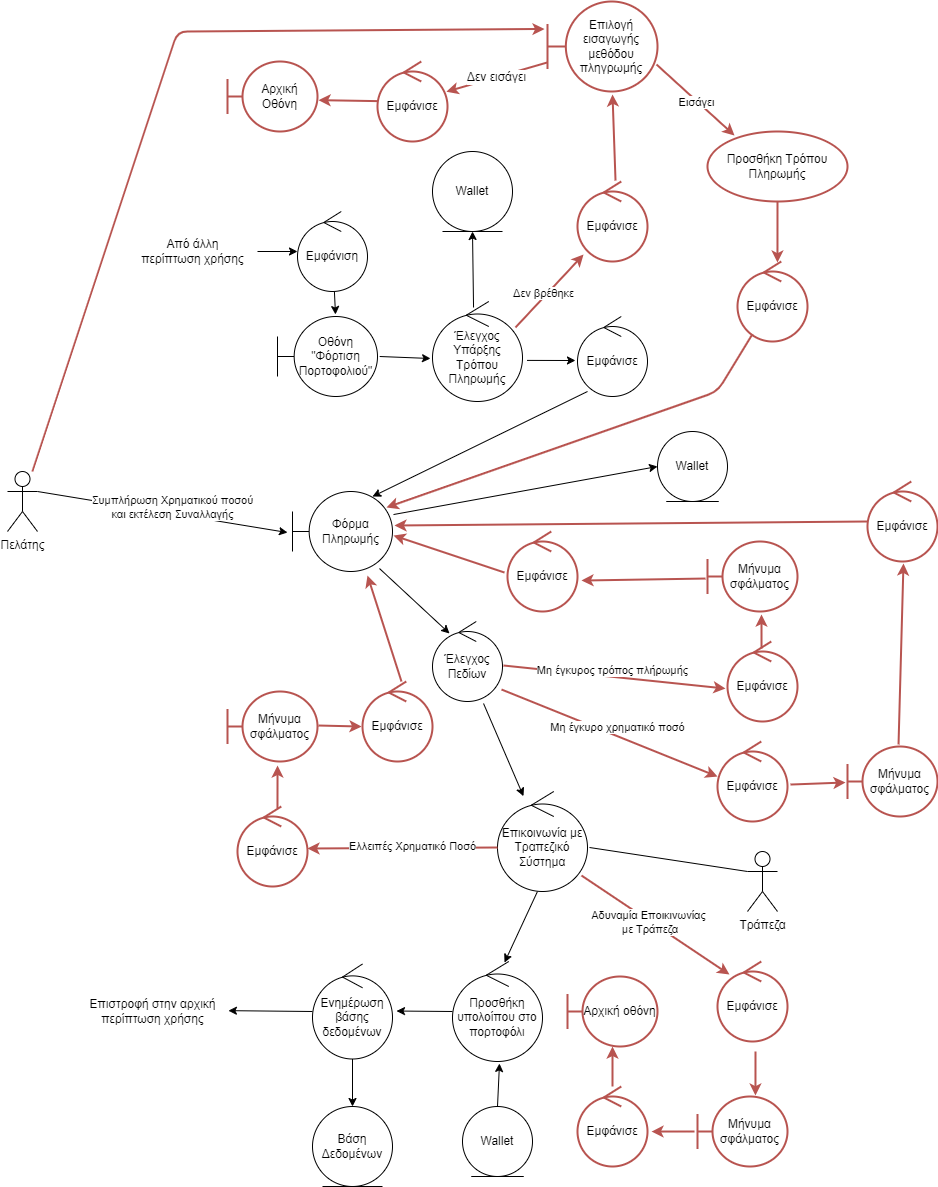 Επιλογή
εισαγωγής
μεθόδου
πληγρωμής
Δεν εισάγει
Εμφάνισε
Αρχική
Οθόνη
Εισάγει
Προσθήκη Τρόπου
Πληρωμής
Wallet
Εμφάνισε
Από άλλη
περίπτωση χρήσης
Εμφάνιση
Δεν βρέθηκε
Εμφάνισε
Οθόνη
"Φόρτιση
Πορτοφολιού"
Έλεγχος
Υπάρξης
Τρόπου
Πληρωμής
Εμφάνισε
Wallet
Συμπλήρωση Χρηματικού ποσού
και εκτέλεση Συναλλαγής
Πελάτης
Φόρμα
Πληρωμής
Εμφάνισε
Εμφάνισε
Μήνυμα
σφάλματος
Έλεγχος
Πεδίων
Μη έγκυρος τρόπος πλήρωμής
Εμφάνισε
Μήνυμα
σφάλματος
Εμφάνισε
Μη έγκυρο χρηματικό ποσό
Εμφάνισε
Μήνυμα
σφάλματος
Εμφάνισε
Ελλειπές Χρηματικό Ποσό
Επικοινωνία με
Τραπεζικό
Σύστημα
Τράπεζα
Αδυναμία Εποικινωνίας
με Τράπεζα
Επιστροφή στην αρχική
περίπτωση χρήσης
Ενημέρωση
βάσης
δεδομένων
Προσθήκη
υπολοίπου στο
πορτοφόλι
Αρχική οθόνη
Εμφάνισε
Βάση
Δεδομένων
Wallet
Εμφάνισε
Μήνυμα
σφάλματος